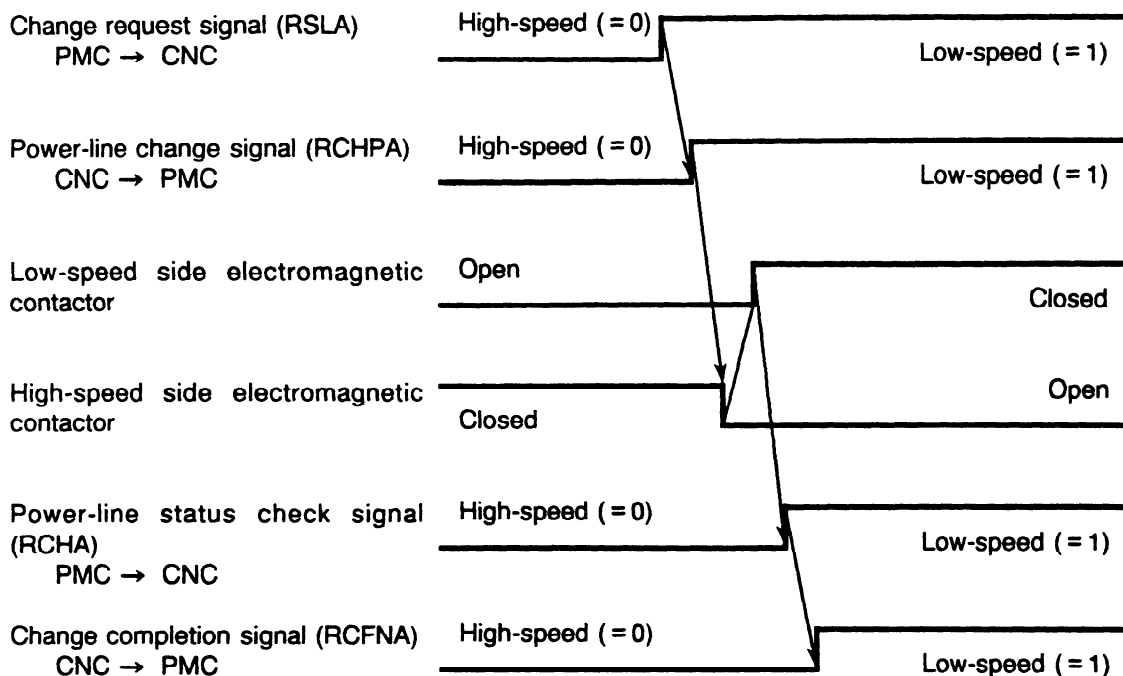 Change request signal (RSLA)
PMC → CNC
High-speed (=0)
Low-speed (=1)
Power-line change signal (RCHPA)
CNC → PMC
High-speed (=0)
Low-speed (=1)
Low-speed side electromagnetic
contactor
Open
Closed
High-speed side electromagnetic
contactor
Closed
Open
Power-line status check signal
(RCHA)
PMC → CNC
High-speed (=0)
Low-speed (=1)
Change completion signal (RCFNA)
CNC → PMC
High-speed (=0)
Low-speed (=1)